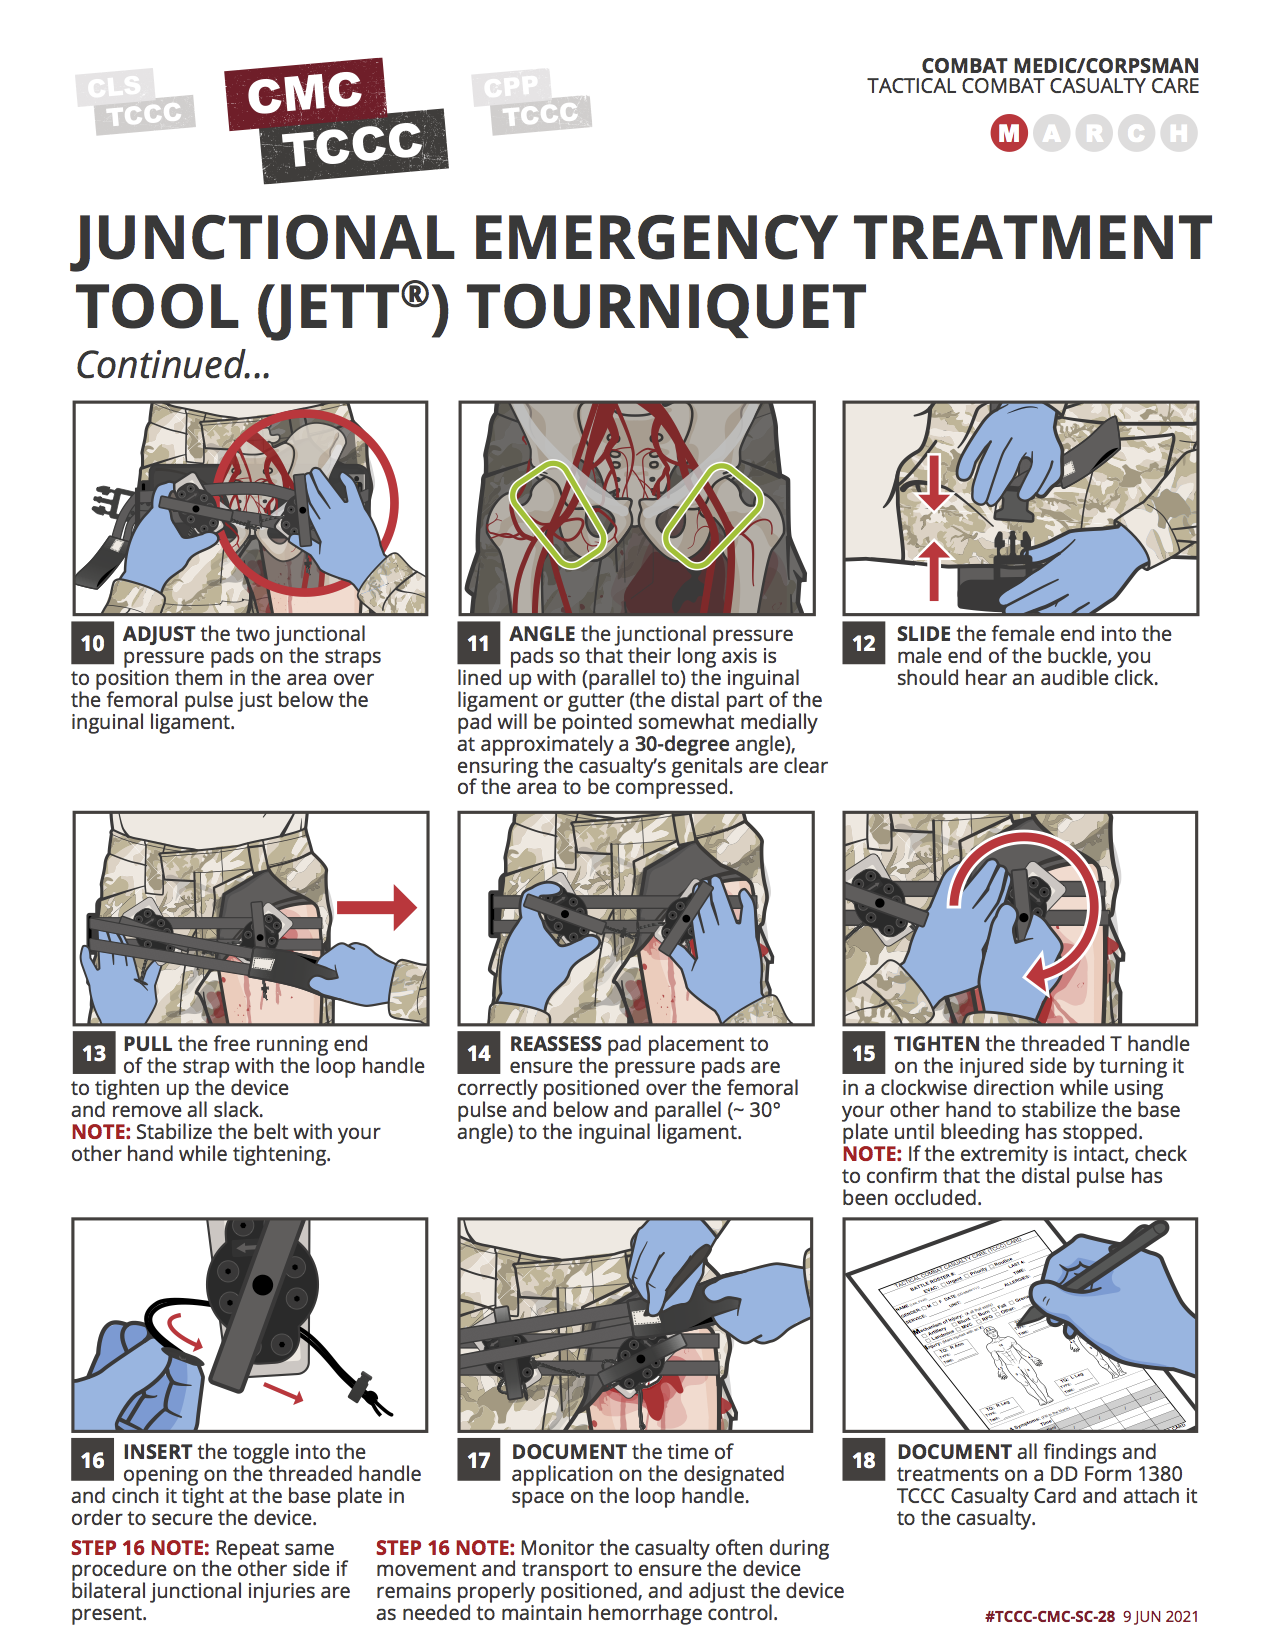 CLS
TCCC
CMC
TCCC
CPP
TCCC
COMBAT MEDIC/CORPSMAN
TACTICAL COMBAT CASUALTY CARE
M A R C H
JUNCTIONAL EMERGENCY TREATMENT
TOOL (JETT®) TOURNIQUET
Continued...
10 ADJUST the two junctional
pressure pads on the straps
to position them in the area over
the femoral pulse just below the
inguinal ligament.
11 ANGLE the junctional pressure
pads so that their long axis is
lined up with (parallel to) the inguinal
ligament or gutter (the distal part of the
pad will be pointed somewhat medially
at approximately a 30-degree angle),
ensuring the casualty's genitals are clear
of the area to be compressed.
12 SLIDE the female end into the
male end of the buckle, you
should hear an audible click.
13 PULL the free running end
of the strap with the loop handle
to tighten up the device
and remove all slack.
NOTE: Stabilize the belt with your
other hand while tightening.
14 REASSESS pad placement to
ensure the pressure pads are
correctly positioned over the femoral
pulse and below and parallel (~ 30°
angle) to the inguinal ligament.
15 TIGHTEN the threaded T handle
on the injured side by turning it
in a clockwise direction while using
your other hand to stabilize the base
plate until bleeding has stopped.
NOTE: If the extremity is intact, check
to confirm that the distal pulse has
been occluded.
TACTICAL COMBAT CASUALTY CARE (TCCC) CARD
BATTLE ROSTER #:
EVAC: Urgent Priority Routine
LAST 4:
TIME:
ALLERGIES:
16 INSERT the toggle into the
opening on the threaded handle
and cinch it tight at the base plate in
order to secure the device.
17 DOCUMENT the time of
application on the designated
space on the loop handle.
18 DOCUMENT all findings and
treatments on a DD Form 1380
TCCC Casualty Card and attach it
to the casualty.
STEP 16 NOTE: Repeat same
procedure on the other side if
bilateral junctional injuries are
present.
STEP 16 NOTE: Monitor the casualty often during
movement and transport to ensure the device
remains properly positioned, and adjust the device
as needed to maintain hemorrhage control.
#TCCC-CMC-SC-28 9 JUN 2021